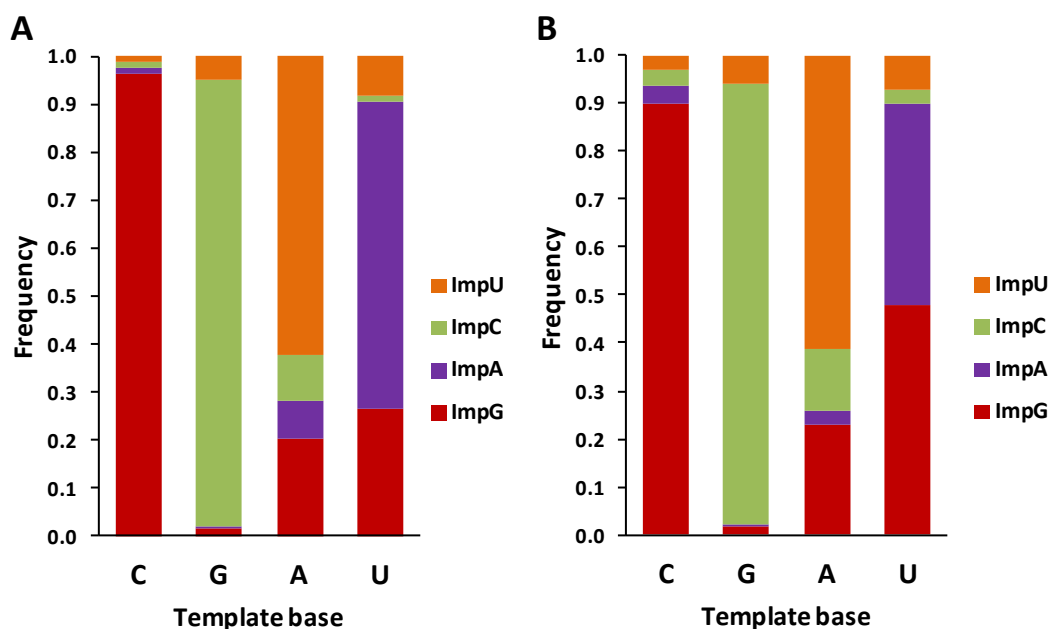 A
Frequency
1.0
0.9
0.8
0.7
0.6
0.5
0.4
0.3
0.2
0.1
0.0
C G A U
Template base
ImpU
ImpC
ImpA
ImpG
B
Frequency
1.0
0.9
0.8
0.7
0.6
0.5
0.4
0.3
0.2
0.1
0.0
C G A U
Template base
ImpU
ImpC
ImpA
ImpG